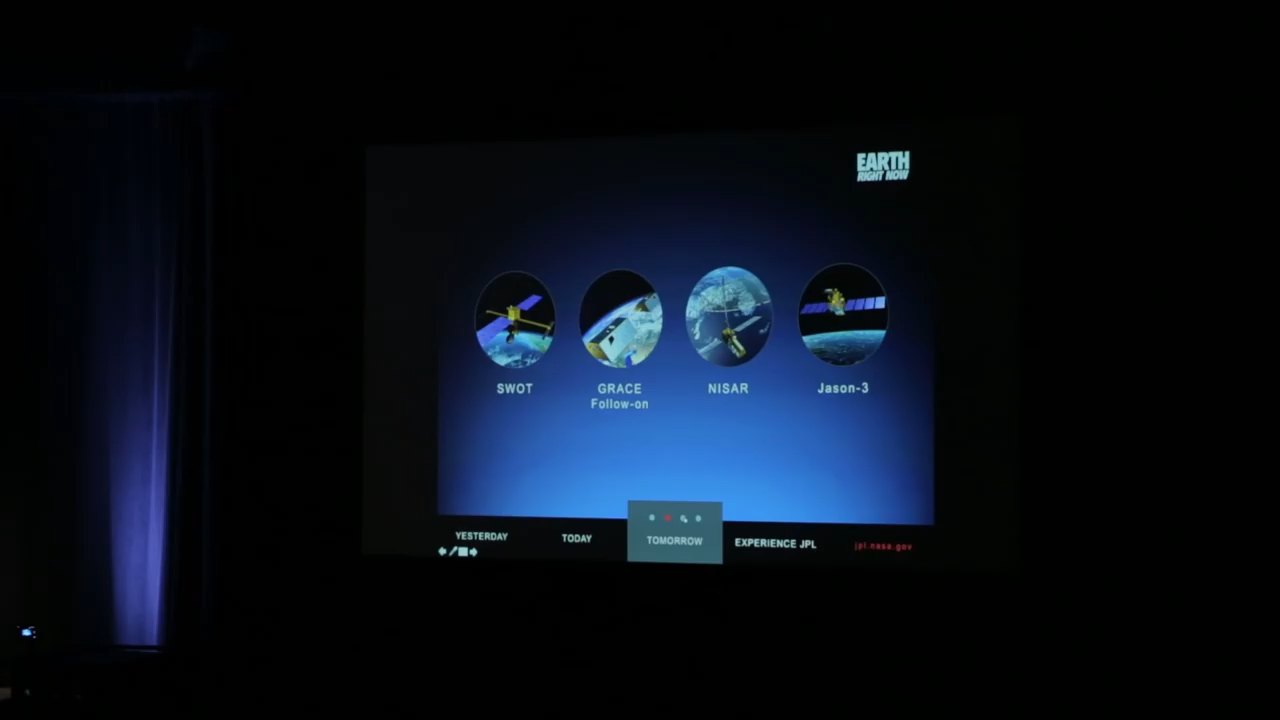 EARTH
RIGHT NOW
SWOT
GRACE
Follow-on
NISAR
Jason-3
YESTERDAY
TODAY
TOMORROW
EXPERIENCE JPL
jpl.nasa.gov